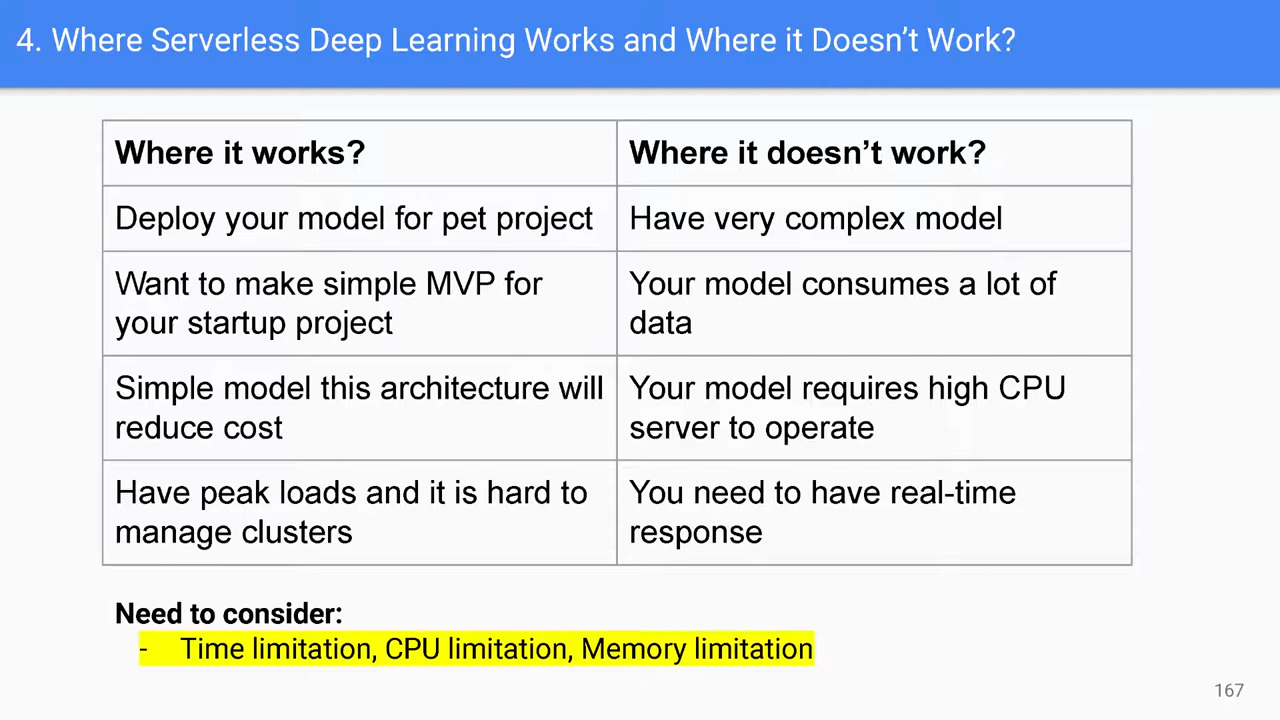 4. Where Serverless Deep Learning Works and Where it Doesn't Work?
Where it works?
Where it doesn't work?
Deploy your model for pet project
Have very complex model
Want to make simple MVP for
your startup project
Your model consumes a lot of
data
Simple model this architecture will
reduce cost
Your model requires high CPU
server to operate
Have peak loads and it is hard to
manage clusters
You need to have real-time
response
Need to consider:
- Time limitation, CPU limitation, Memory limitation
167